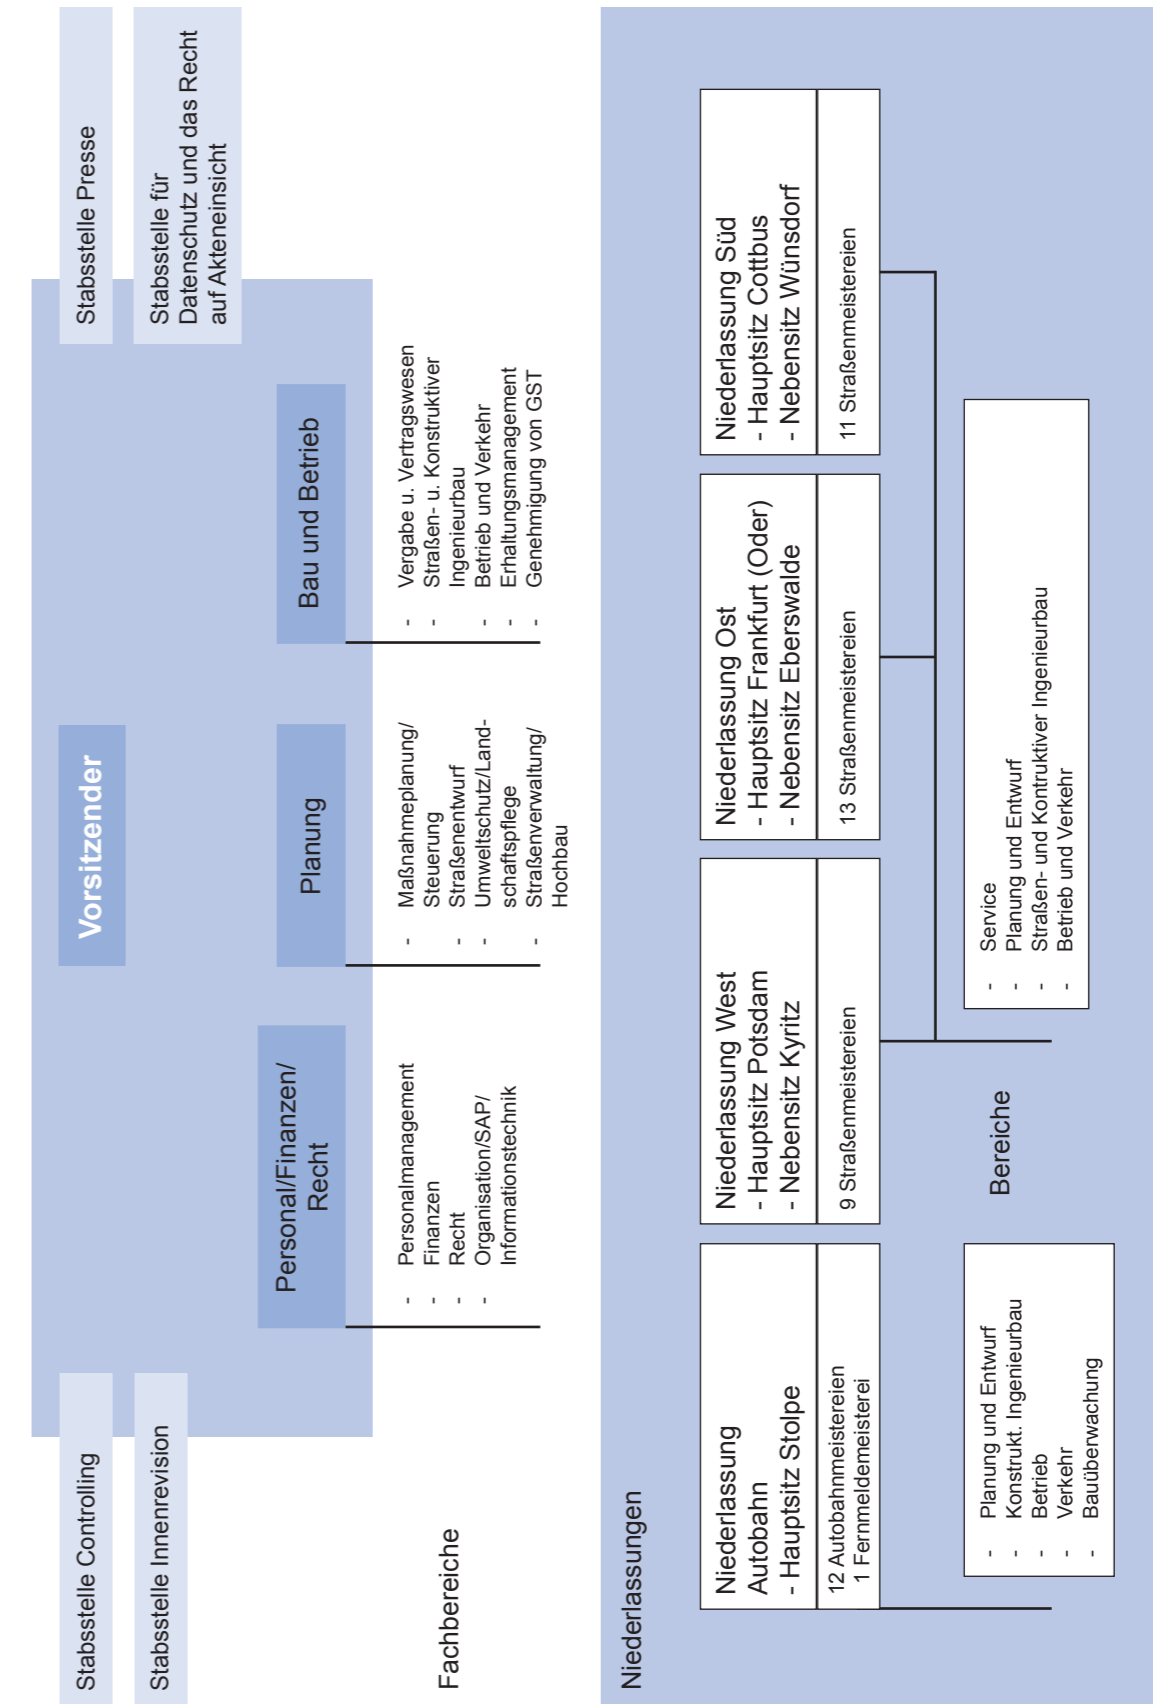 Stabsstelle Controlling
Stabsstelle Innenrevision
Vorsitzender
Stabsstelle Presse
Stabsstelle für
Datenschutz und das Recht
auf Akteneinsicht
Personal/Finanzen/
Recht
Planung
Bau und Betrieb
Fachbereiche
- Personalmanagement
- Finanzen
- Recht
- Organisation/SAP/
Informationstechnik
- Maßnahmeplanung/
Steuerung
- Straßenentwurf
- Umweltschutz/Land-
schaftspflege
- Straßenverwaltung/
Hochbau
- Vergabe u. Vertragswesen
- Straßen- u. Konstruktiver
Ingenieurbau
- Betrieb und Verkehr
- Erhaltungsmanagement
- Genehmigung von GST
Niederlassungen
Niederlassung
Autobahn
- Hauptsitz Stolpe
12 Autobahnmeistereien
1 Fernmeldemeisterei
Niederlassung West
- Hauptsitz Potsdam
- Nebensitz Kyritz
9 Straßenmeistereien
Niederlassung Ost
- Hauptsitz Frankfurt (Oder)
- Nebensitz Eberswalde
13 Straßenmeistereien
Niederlassung Süd
- Hauptsitz Cottbus
- Nebensitz Wünsdorf
11 Straßenmeistereien
- Planung und Entwurf
- Konstrukt. Ingenieurbau
- Betrieb
- Verkehr
- Bauüberwachung
Bereiche
- Service
- Planung und Entwurf
- Straßen- und Kontruktiver Ingenieurbau
- Betrieb und Verkehr